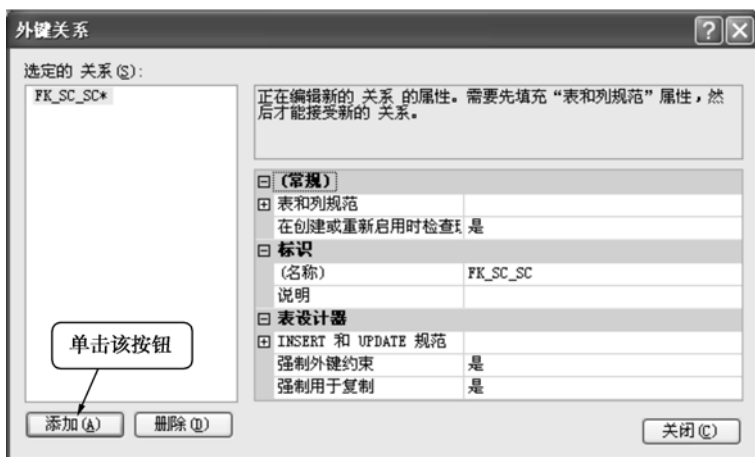 外键关系
选定的 关系(S):
FK_SC_SC*
正在编辑新的 关系 的属性。需要先填充“表和列规范”属性，然
后才能接受新的 关系。
(常规)
表和列规范
在创建或重新启用时检查 是
标识
(名称) FK_SC_SC
说明
表设计器
INSERT 和 UPDATE 规范
强制外键约束 是
强制用于复制 是
单击该按钮
添加(A) 删除(D) 关闭(C)